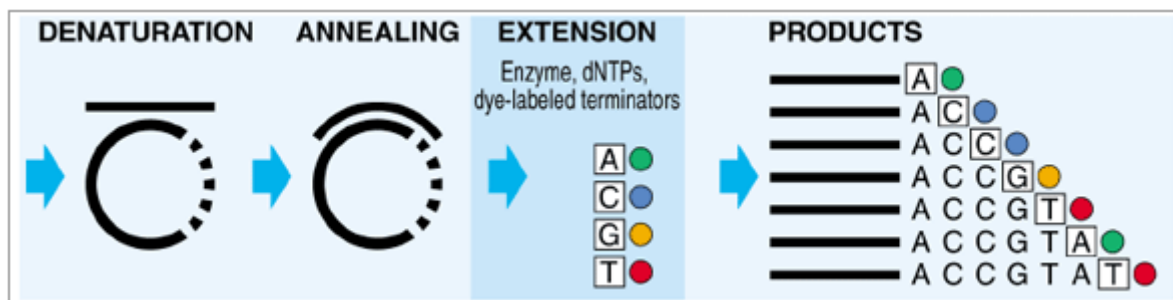 DENATURATION
ANNEALING
EXTENSION
Enzyme, dNTPs,
dye-labeled terminators
A
C
G
T
PRODUCTS
A
A C
A C C
A C C G
A C C G T
A C C G T A
A C C G T A T